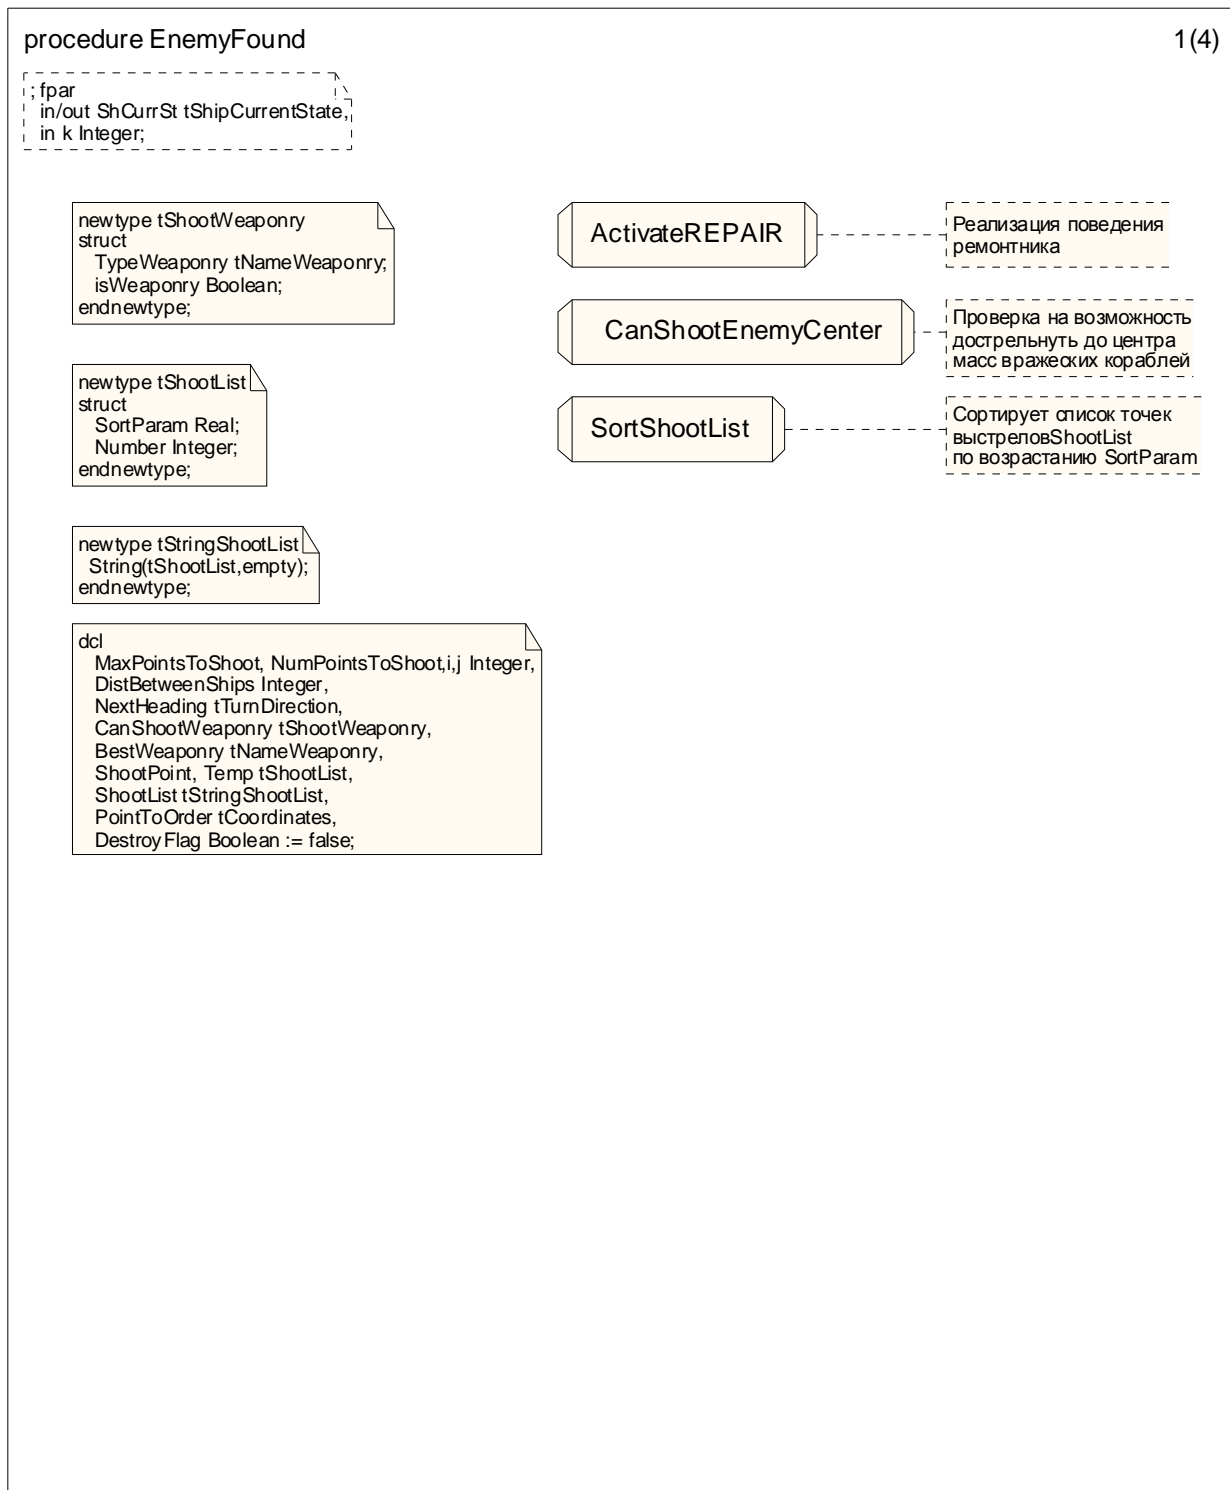 procedure EnemyFound
1(4)
; fpar
in/out ShCurrSt tShipCurrentState,
in k Integer;
newtype tShootWeaponry
struct
TypeWeaponry tNameWeaponry;
isWeaponry Boolean;
endnewtype;
newtype tShootList
struct
SortParam Real;
Number Integer;
endnewtype;
newtype tStringShootList
String(tShootList,empty);
endnewtype;
dcl
MaxPointsToShoot, NumPointsToShoot,i,j Integer,
DistBetweenShips Integer,
NextHeading tTurnDirection,
CanShootWeaponry tShootWeaponry,
BestWeaponry tNameWeaponry,
ShootPoint, Temp tShootList,
ShootList tStringShootList,
PointToOrder tCoordinates,
DestroyFlag Boolean := false;
ActivateREPAIR
Реализация поведения
ремонтника
CanShootEnemyCenter
Проверка на возможность
дострельнуть до центра
масс вражеских кораблей
SortShootList
Сортирует список точек
выстреловShootList
по возрастанию SortParam